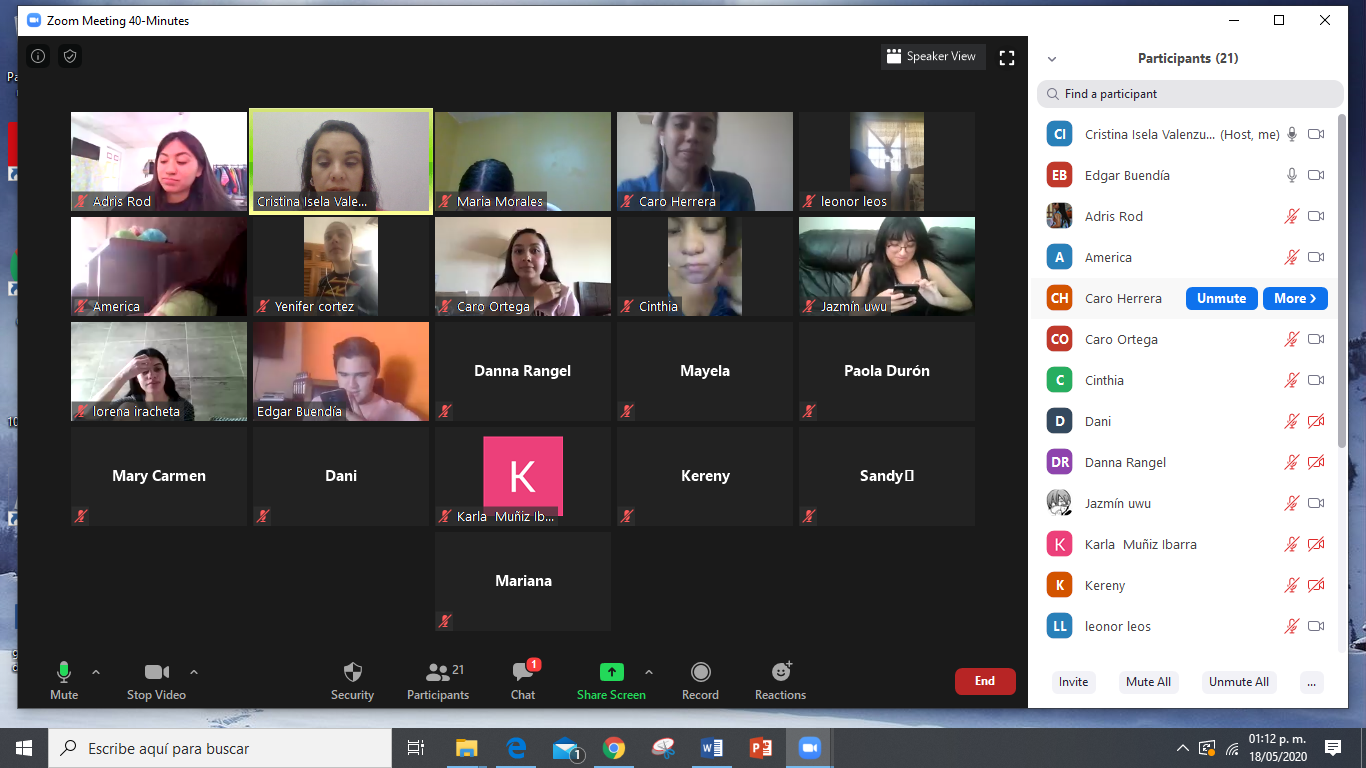 Zoom Meeting 40-Minutes
Speaker View
Adris Rod
Cristina Isela Vale...
Maria Morales
Caro Herrera
leonor leos
America
Yenifer cortez
Caro Ortega
Cinthia
Jazmín uwu
lorena iracheta
Edgar Buendía
Danna Rangel
Mayela
Paola Durón
Mary Carmen
Dani
K
Karla Muñiz Ib...
Kereny
Sandy
Mariana
Mute
Stop Video
Security
21
Participants
1
Chat
Share Screen
Record
Reactions
End
Participants (21)
Find a participant
CI Cristina Isela Valenzu... (Host, me)
EB Edgar Buendía
Adris Rod
A America
CH Caro Herrera Unmute More
CO Caro Ortega
C Cinthia
D Dani
DR Danna Rangel
Jazmín uwu
K Karla Muñiz Ibarra
K Kereny
LL leonor leos
Invite Mute All Unmute All ...
Escribe aquí para buscar
1
01:12 p. m.
18/05/2020